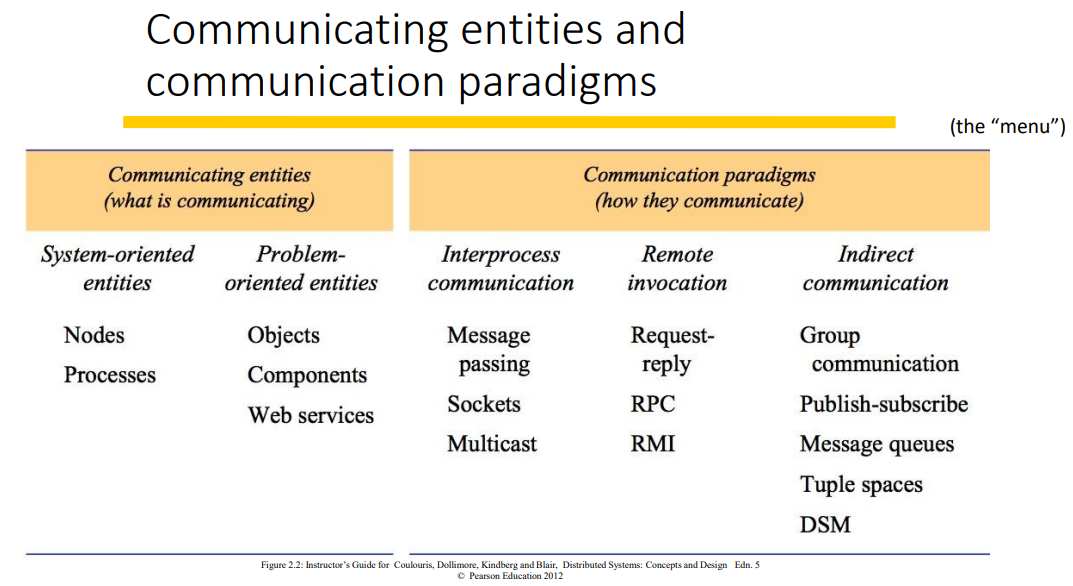 Communicating entities and
communication paradigms
(the “menu”)
Communicating entities
(what is communicating)
System-oriented
entities
Nodes
Processes
Problem-
oriented entities
Objects
Components
Web services
Communication paradigms
(how they communicate)
Interprocess
communication
Message
passing
Sockets
Multicast
Remote
invocation
Request-
reply
RPC
RMI
Indirect
communication
Group
communication
Publish-subscribe
Message queues
Tuple spaces
DSM
Figure 2.2: Instructor’s Guide for Coulouris, Dollimore, Kindberg and Blair, Distributed Systems: Concepts and Design Edn. 5
© Pearson Education 2012